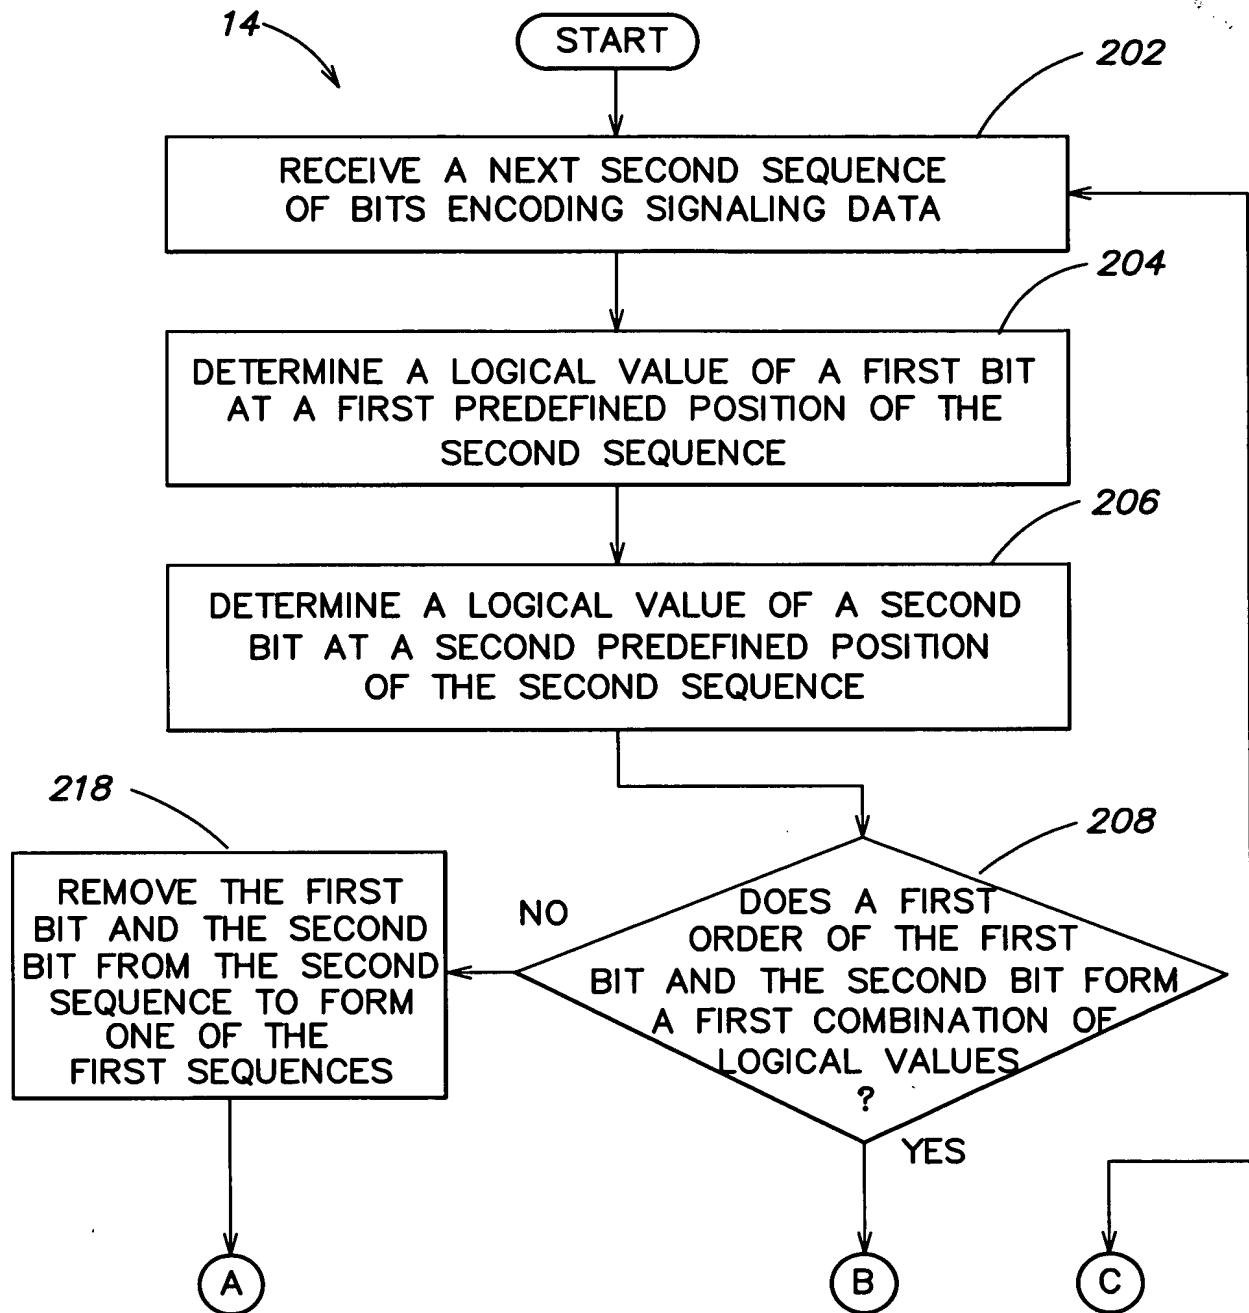 14
START
202
RECEIVE A NEXT SECOND SEQUENCE
OF BITS ENCODING SIGNALING DATA
204
DETERMINE A LOGICAL VALUE OF A FIRST BIT
AT A FIRST PREDEFINED POSITION OF THE
SECOND SEQUENCE
206
DETERMINE A LOGICAL VALUE OF A SECOND
BIT AT A SECOND PREDEFINED POSITION
OF THE SECOND SEQUENCE
218
REMOVE THE FIRST
BIT AND THE SECOND
BIT FROM THE SECOND
SEQUENCE TO FORM
ONE OF THE
FIRST SEQUENCES
NO
208
DOES A FIRST
ORDER OF THE FIRST
BIT AND THE SECOND BIT FORM
A FIRST COMBINATION OF
LOGICAL VALUES
?
YES
A
B
C